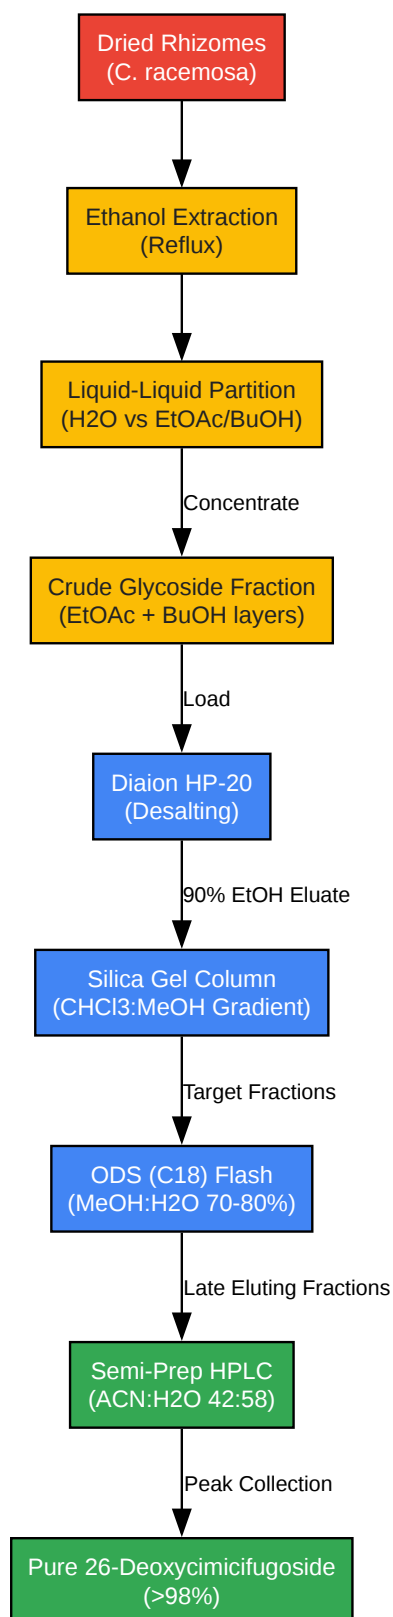 Dried Rhizomes
(C. racemosa)
Ethanol Extraction
(Reflux)
Liquid-Liquid Partition
(H2O vs EtOAc/BuOH)
Concentrate
Crude Glycoside Fraction
(EtOAc + BuOH layers)
Load
Diaion HP-20
(Desalting)
90% EtOH Eluate
Silica Gel Column
(CHCl3:MeOH Gradient)
Target Fractions
ODS (C18) Flash
(MeOH:H2O 70-80%)
Late Eluting Fractions
Semi-Prep HPLC
(ACN:H2O 42:58)
Peak Collection
Pure 26-Deoxycimicifugoside
(>98%)